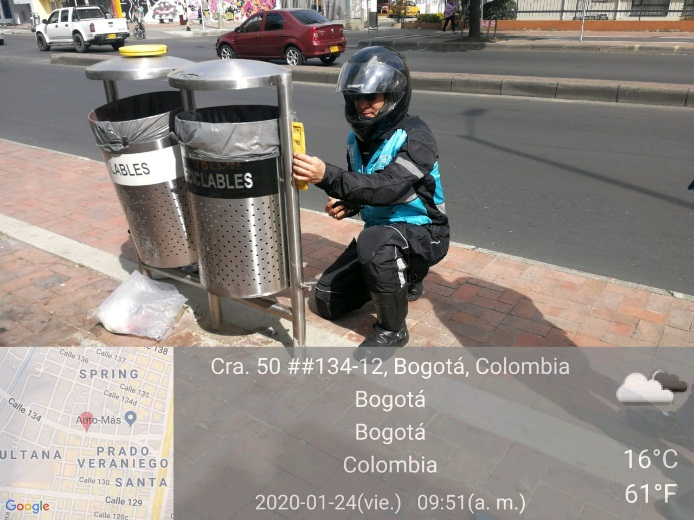 LABLES
CLABLES
Cra. 50 ##134-12, Bogotá, Colombia
Bogotá
Bogotá
Colombia
2020-01-24(vie.) 09:51(a. m.)
16°C
61°F
Calle 137
Calle 136
Calle 138
SPRING
Calle 135
Calle 134d
Calle 134
Auto-Más
ULTANA
PRADO
VERANIEGO
Calle 130
SANTA
Calle 129
Calle 128c
Google